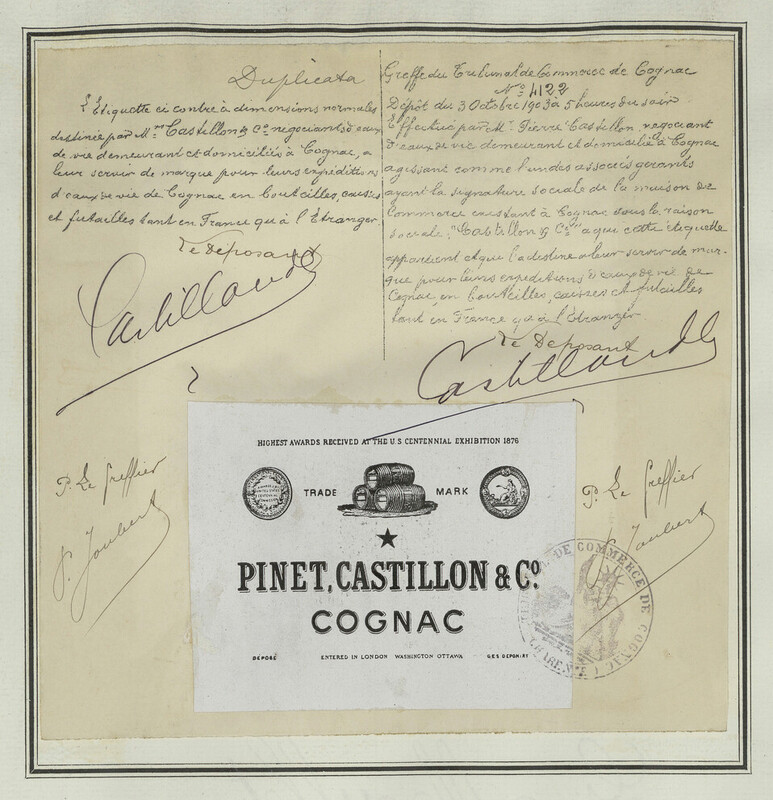 Duplicata
L'Etiquette ci contre à dimensions normales
destinée par Mrs Castillon & Co negociants d'eaux
de vie demeurant et domiciliés à Cognac, a
leur servir de marque pour leurs expéditions
d'eaux de vie de Cognac en bouteilles, caisses
et futailles tant en France qu'à l'Etranger
Le déposant
Castillon & Co
Greffe du Tribunal de Commerce de Cognac
No 4122
Dépôt du 3 Octobre 1903 à 5 heures du soir
Effectué par Mr Pierre Castillon, negociant
d'eaux de vie demeurant et domicilié à Cognac
agissant comme l'un des associés gerants
ayant la signature sociale de la maison de
Commerce existant à Cognac sous la raison
sociale: "Castillon & Co" a qui cette étiquette
appartient et qui la destine a leur servir de mar-
que pour leurs expéditions d'eaux de vie de
Cognac, en bouteilles, caisses et futailles
tant en France qu'à l'Etranger.
Le Déposant
Castillon & Co
P. Le Greffier
P. Joubert
HIGHEST AWARDS RECEIVED AT THE U.S CENTENNIAL EXHIBITION 1876
TRADE MARK
PINET, CASTILLON & Co.
COGNAC
DÉPOSÉ ENTERED IN LONDON WASHINGTON OTTAWA
P. Le Greffier
P. Joubert
DE COMMERCE DE COGNAC